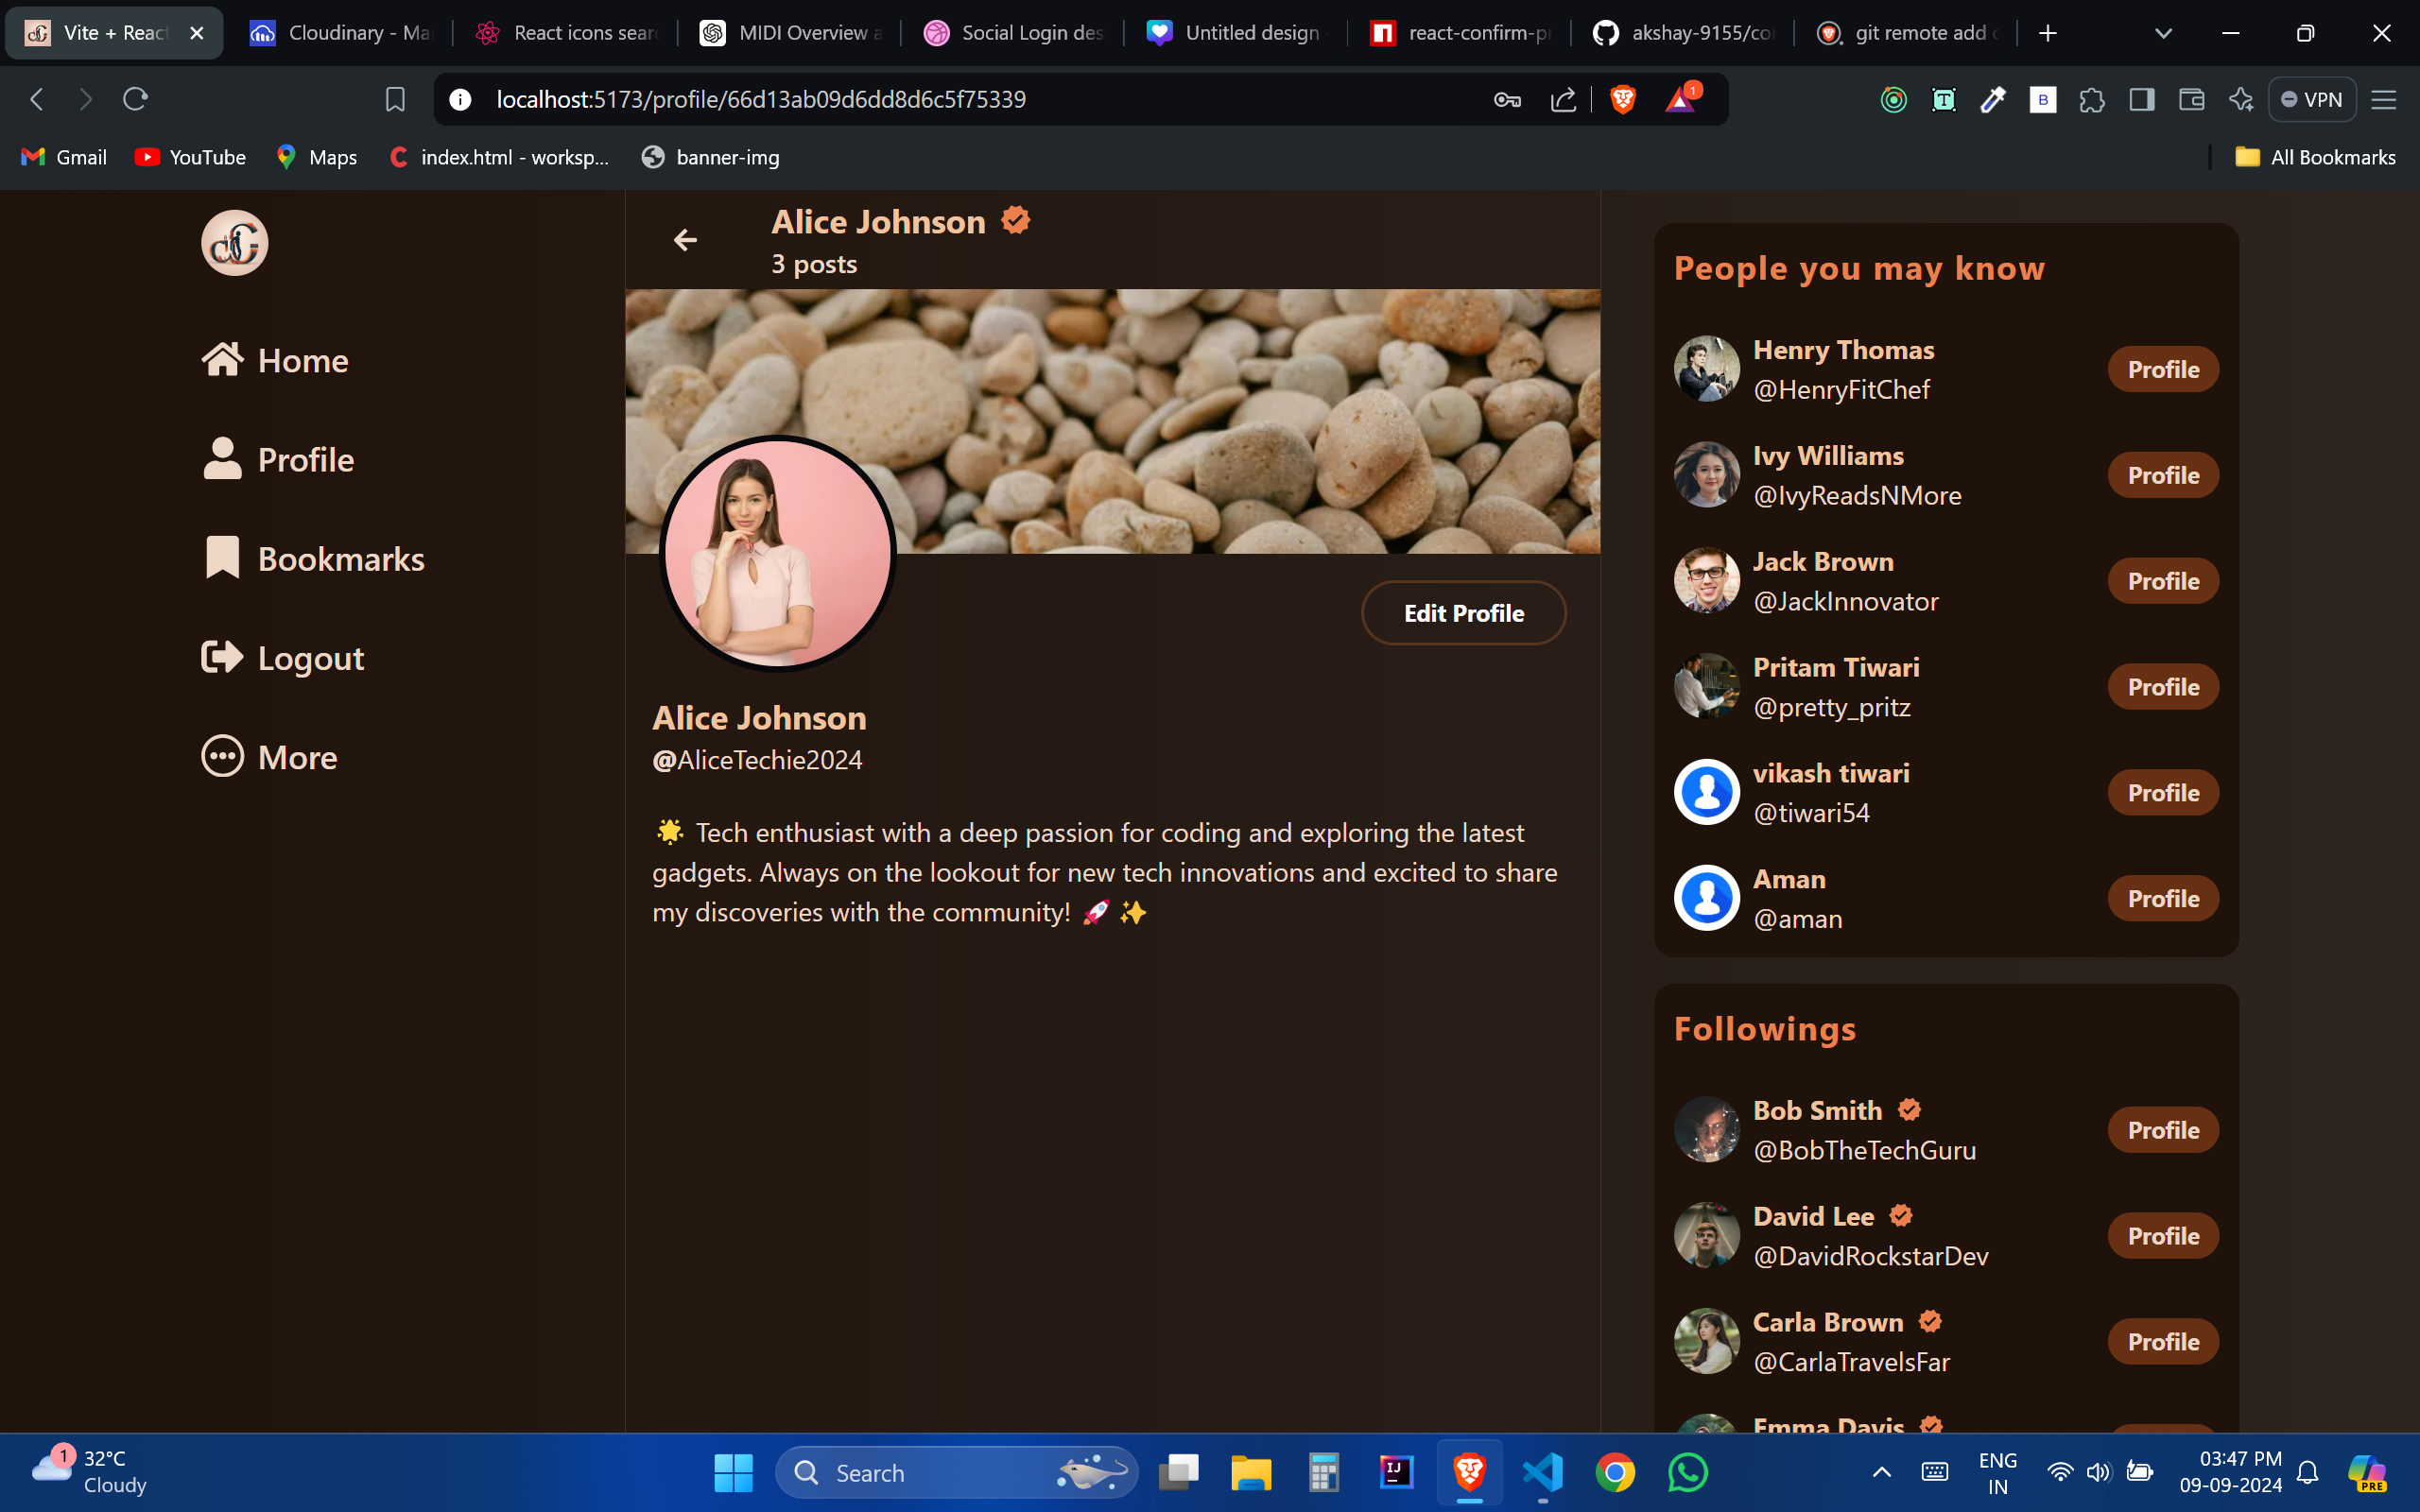 Vite + React
Cloudinary - Ma
React icons sear
MIDI Overview a
Social Login des
Untitled design
react-confirm-p
akshay-9155/co
git remote add
localhost:5173/profile/66d13ab09d6dd8d6c5f75339
1
T
B
VPN
Gmail
YouTube
Maps
index.html - worksp...
banner-img
All Bookmarks
Home
Profile
Bookmarks
Logout
More
Alice Johnson
3 posts
Edit Profile
Alice Johnson
@AliceTechie2024
🌟 Tech enthusiast with a deep passion for coding and exploring the latest
gadgets. Always on the lookout for new tech innovations and excited to share
my discoveries with the community! 🚀 ✨
People you may know
Henry Thomas
@HenryFitChef
Profile
Ivy Williams
@IvyReadsNMore
Profile
Jack Brown
@JackInnovator
Profile
Pritam Tiwari
@pretty_pritz
Profile
vikash tiwari
@tiwari54
Profile
Aman
@aman
Profile
Followings
Bob Smith
@BobTheTechGuru
Profile
David Lee
@DavidRockstarDev
Profile
Carla Brown
@CarlaTravelsFar
Profile
Emma Davis
1
32°C
Cloudy
Search
IJ
ENG
IN
03:47 PM
09-09-2024
PRE